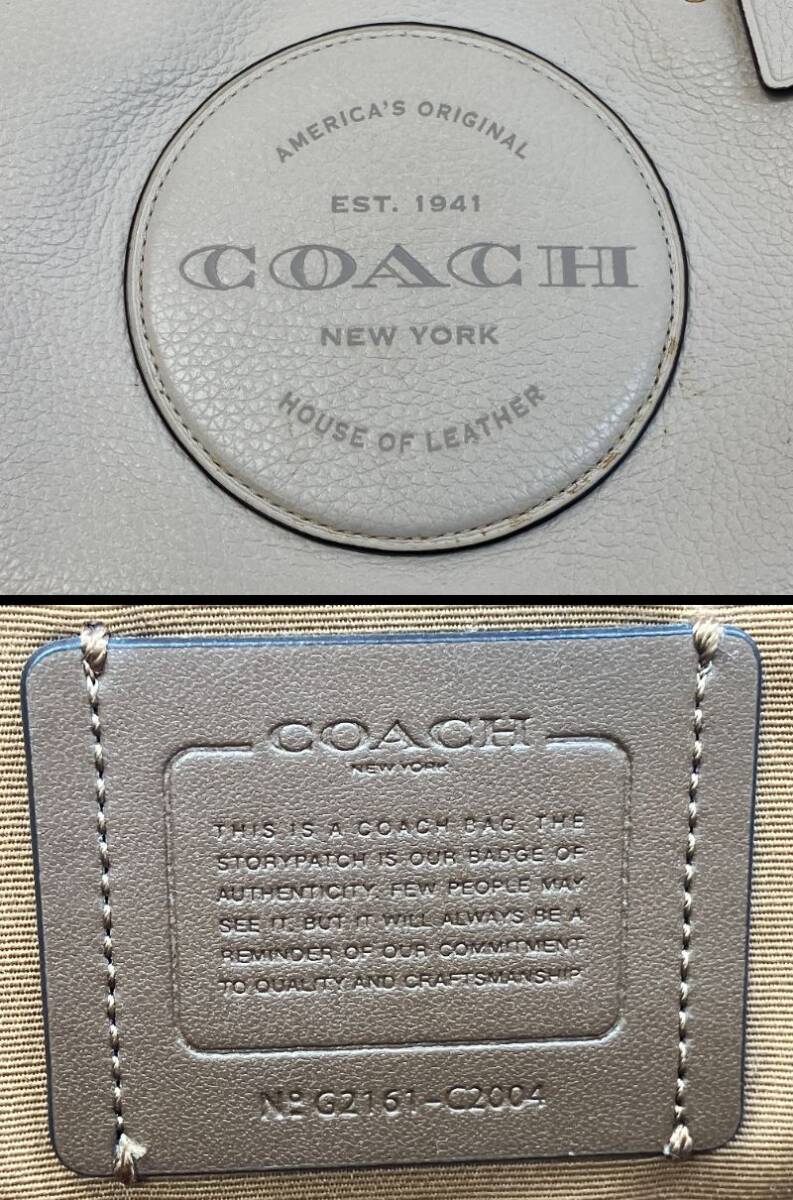 AMERICA'S ORIGINAL
EST. 1941
COACH
NEW YORK
HOUSE OF LEATHER
COACH
NEW YORK
THIS IS A COACH BAG. THE
STORYPATCH IS OUR BADGE OF
AUTHENTICITY. FEW PEOPLE MAY
SEE IT. BUT IT WILL ALWAYS BE A
REMINDER OF OUR COMMITMENT
TO QUALITY AND CRAFTSMANSHIP
Nº G2161-C2004